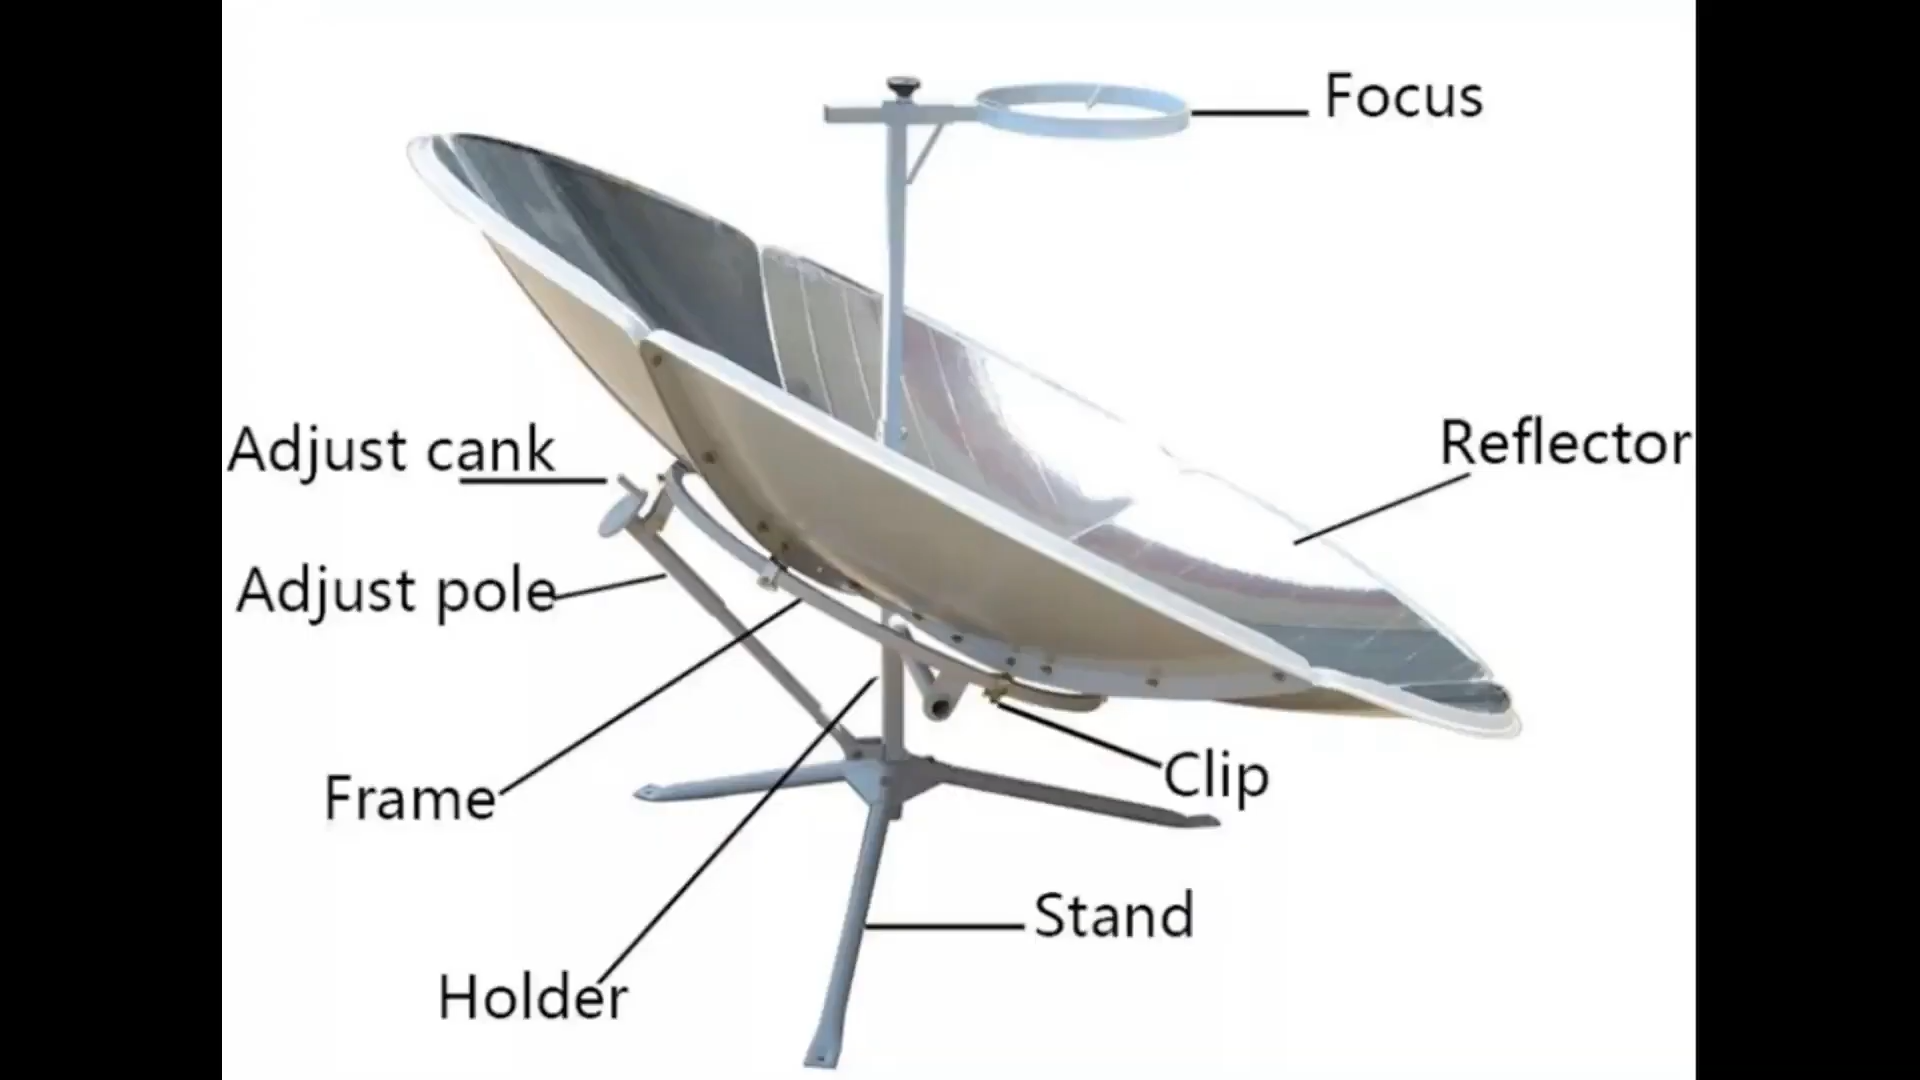 Focus
Adjust cank
Reflector
Adjust pole
Frame
Clip
Stand
Holder